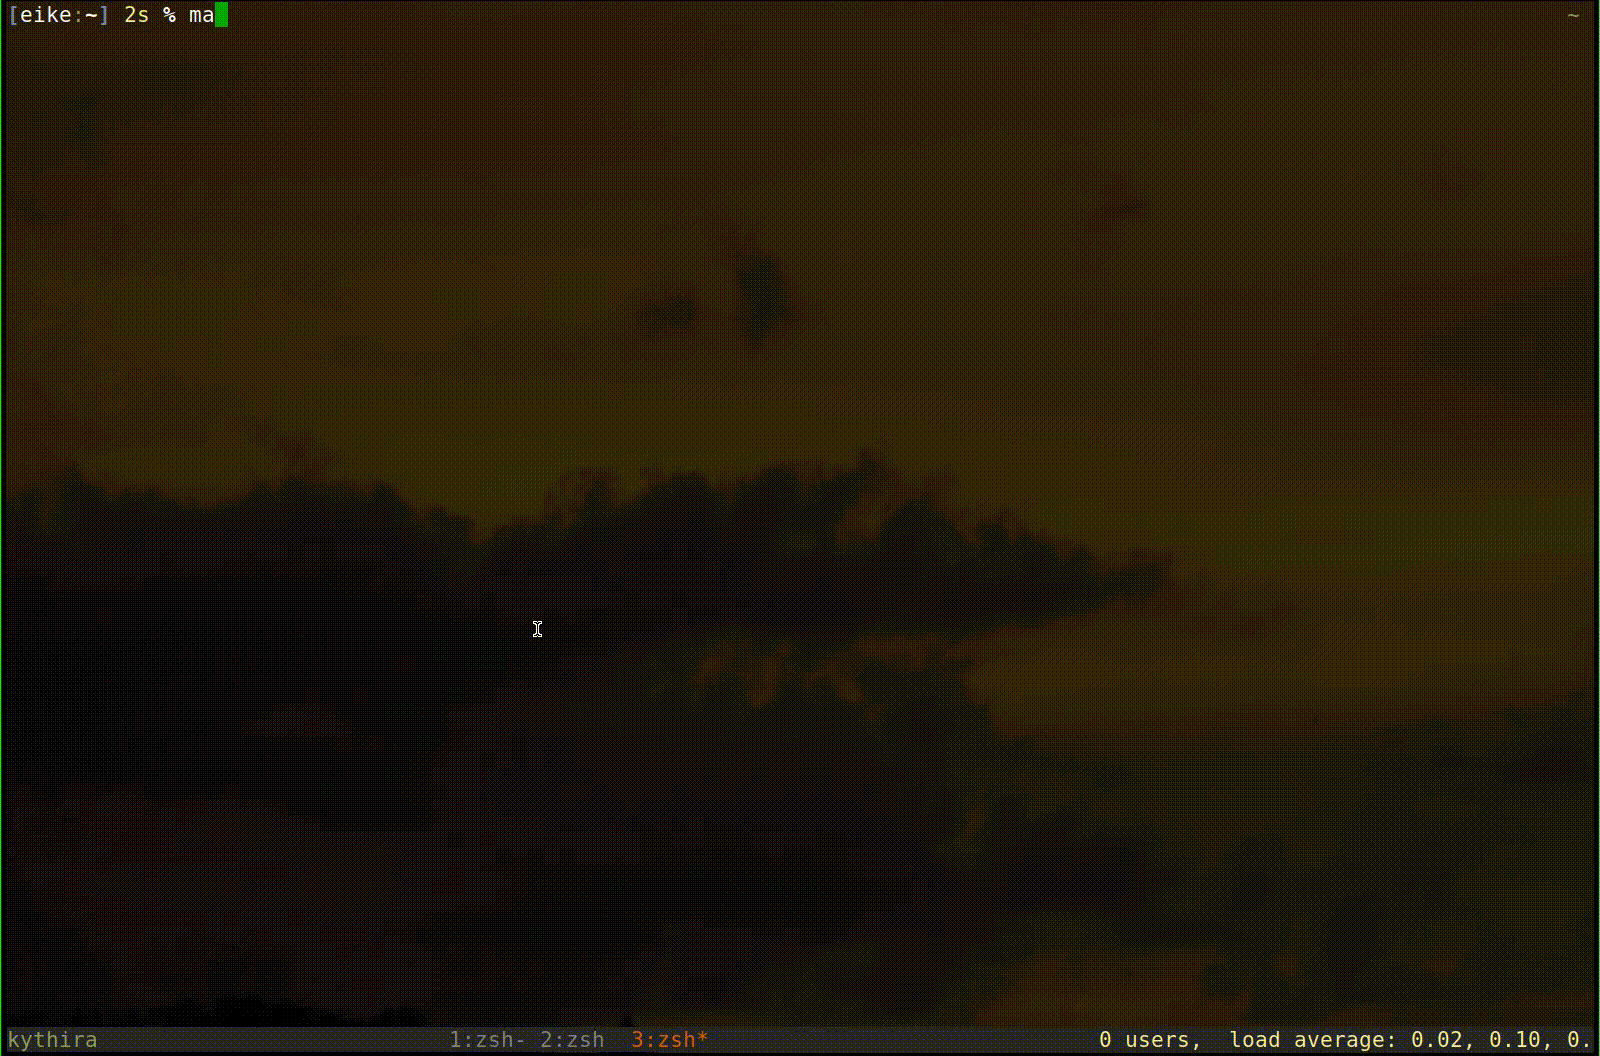 [eike:~] 2s % ma ~
kythira 1:zsh- 2:zsh 3:zsh* 0 users, load average: 0.02, 0.10, 0.